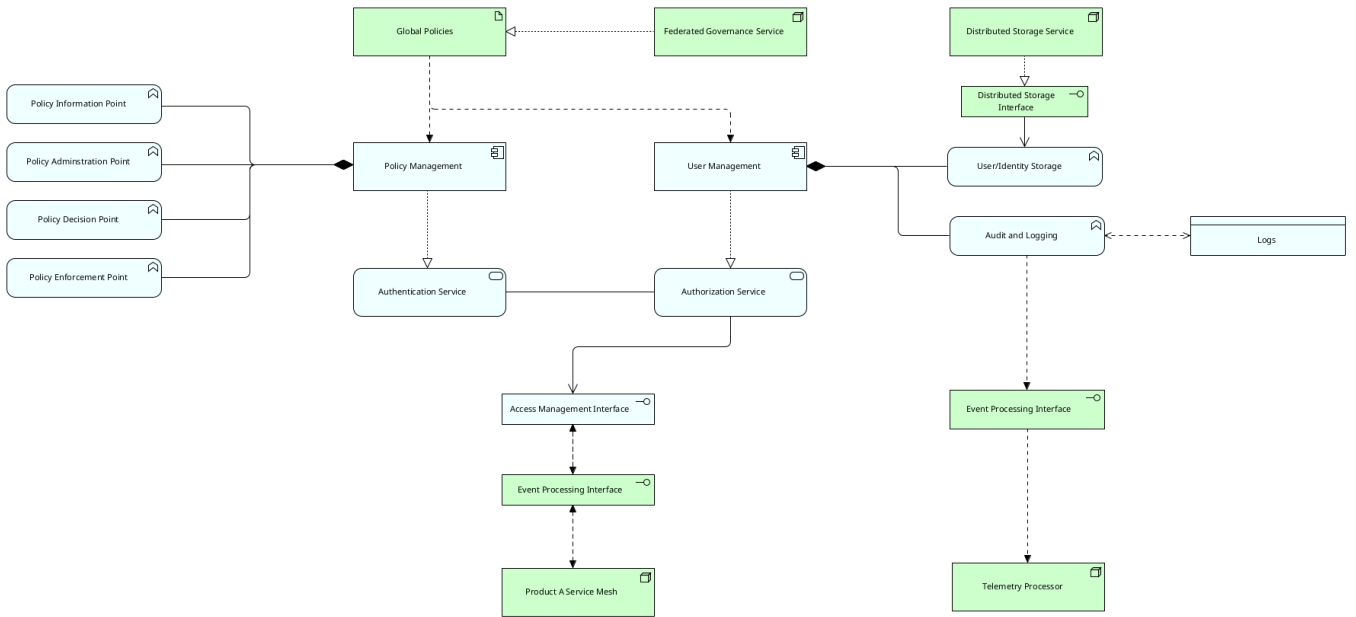 Global Policies
Federated Governance Service
Distributed Storage Service
Policy Information Point
Distributed Storage
Interface
Policy Adminstration Point
Policy Management
User Management
User/Identity Storage
Policy Decision Point
Audit and Logging
Logs
Policy Enforcement Point
Authentication Service
Authorization Service
Access Management Interface
Event Processing Interface
Event Processing Interface
Product A Service Mesh
Telemetry Processor